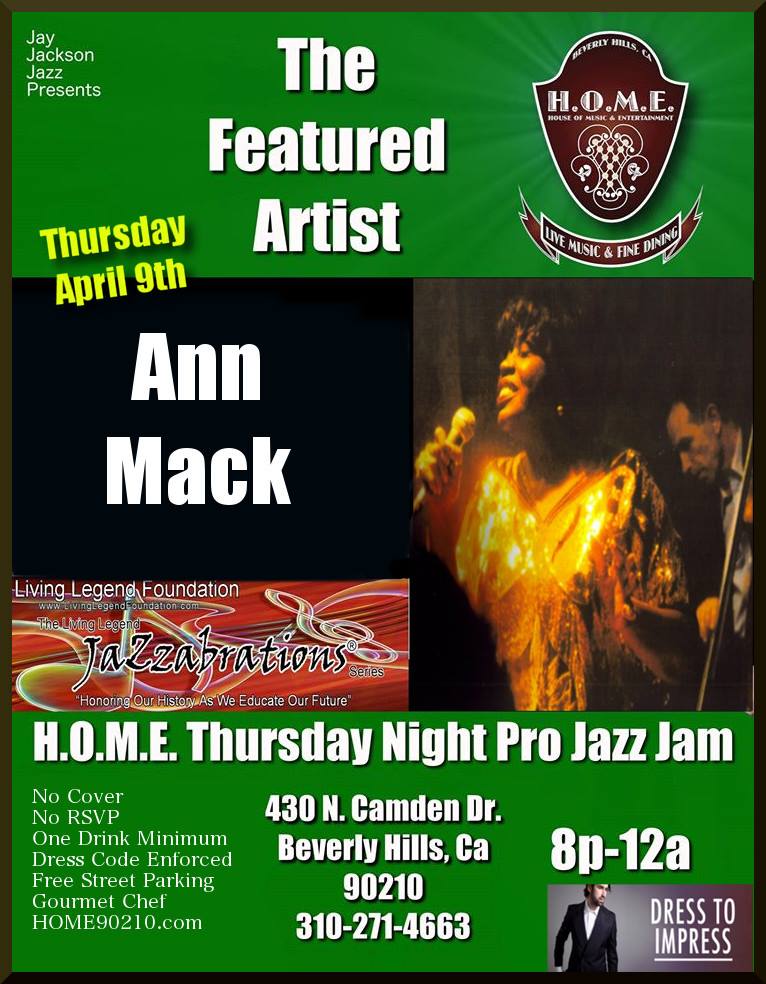 Jay
Jackson
Jazz
Presents
The
Featured
Artist
BEVERLY HILLS, CA
H.O.M.E.
HOUSE OF MUSIC & ENTERTAINMENT
LIVE MUSIC & FINE DINING
Thursday
April 9th
Ann
Mack
Living Legend Foundation
www.LivingLegendFoundation.com
The Living Legend
JaZzabrations®
Series
"Honoring Our History As We Educate Our Future"
H.O.M.E. Thursday Night Pro Jazz Jam
No Cover
No RSVP
One Drink Minimum
Dress Code Enforced
Free Street Parking
Gourmet Chef
HOME90210.com
430 N. Camden Dr.
Beverly Hills, Ca
90210
310-271-4663
8p-12a
DRESS TO
IMPRESS